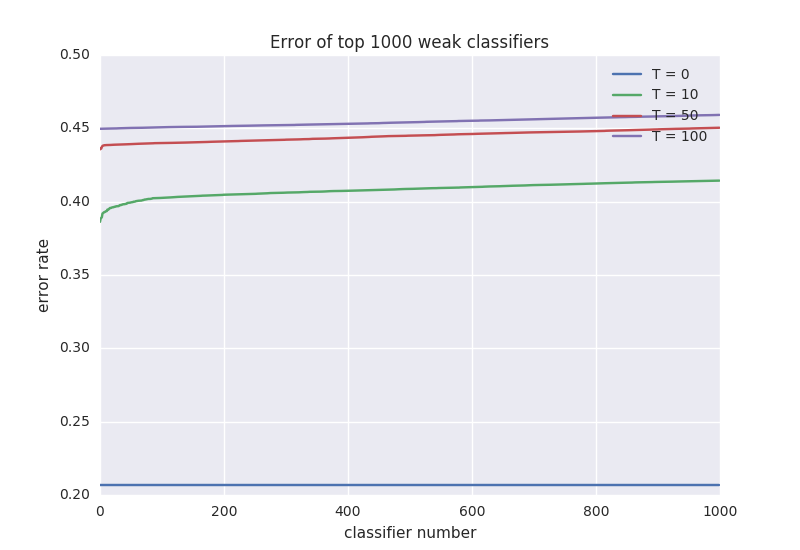 Error of top 1000 weak classifiers
0.50
0.45
0.40
0.35
0.30
0.25
0.20
error rate
T = 0
T = 10
T = 50
T = 100
0 200 400 600 800 1000
classifier number